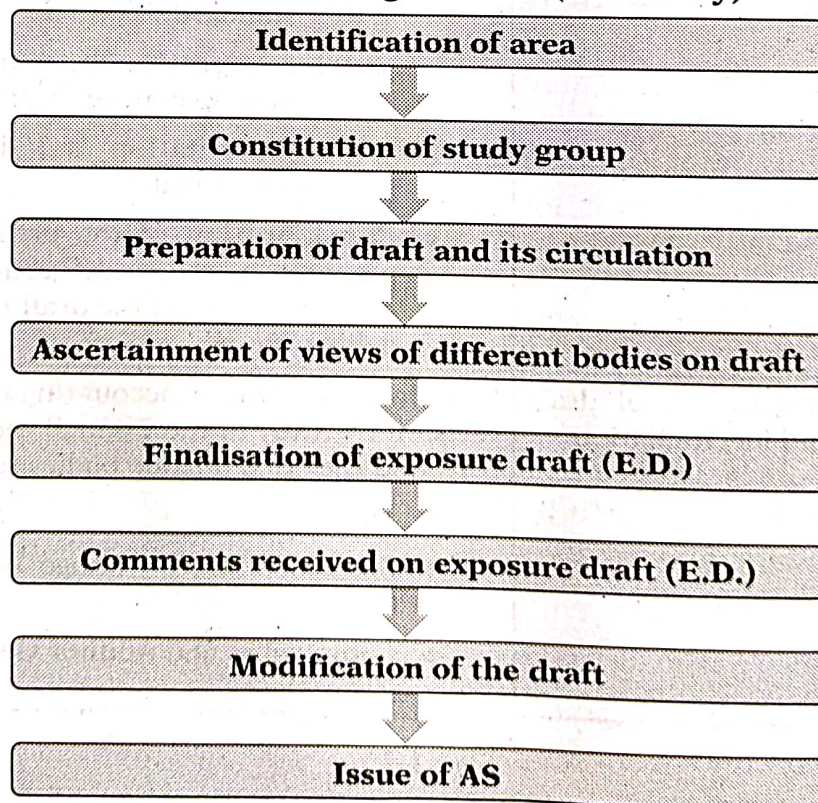 Identification of area
Constitution of study group
Preparation of draft and its circulation
Ascertainment of views of different bodies on draft
Finalisation of exposure draft (E.D.)
Comments received on exposure draft (E.D.)
Modification of the draft
Issue of AS